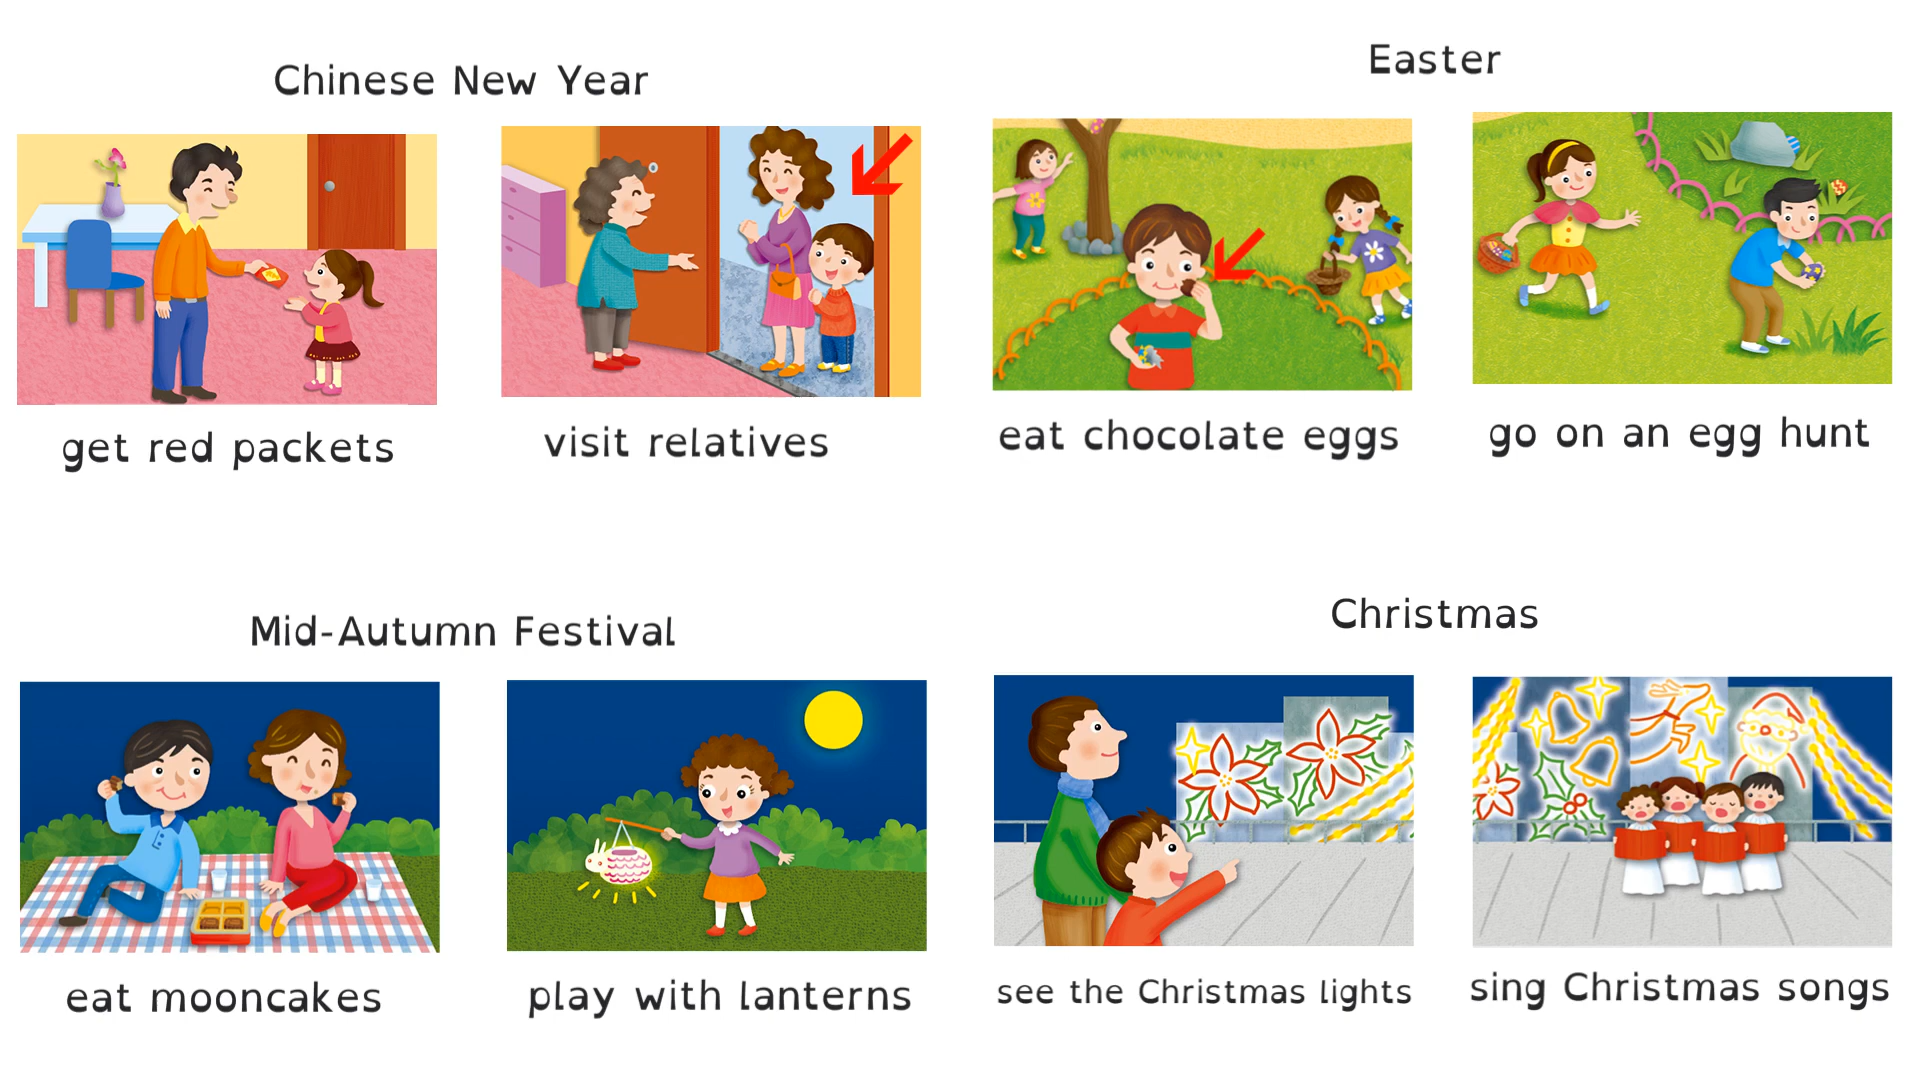 Chinese New Year
get red packets
visit relatives
Easter
eat chocolate eggs
go on an egg hunt
Mid-Autumn Festival
eat mooncakes
play with lanterns
Christmas
see the Christmas lights
sing Christmas songs